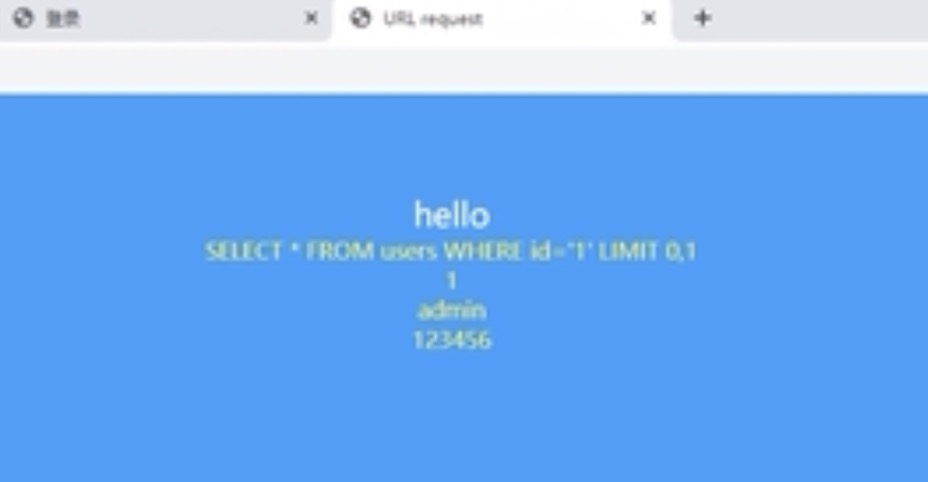 登录
URL request
hello
SELECT * FROM users WHERE id='1' LIMIT 0,1
1
admin
123456